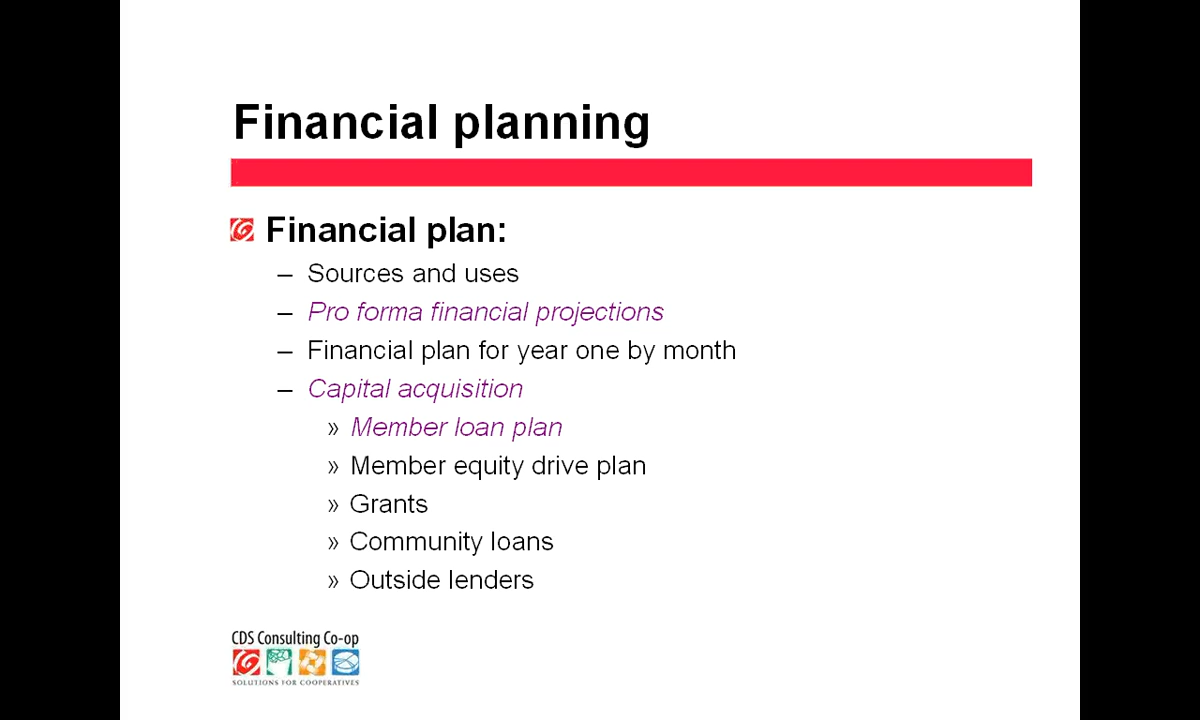 Financial planning
Financial plan:
– Sources and uses
– Pro forma financial projections
– Financial plan for year one by month
– Capital acquisition
» Member loan plan
» Member equity drive plan
» Grants
» Community loans
» Outside lenders
CDS Consulting Co-op
SOLUTIONS FOR COOPERATIVES